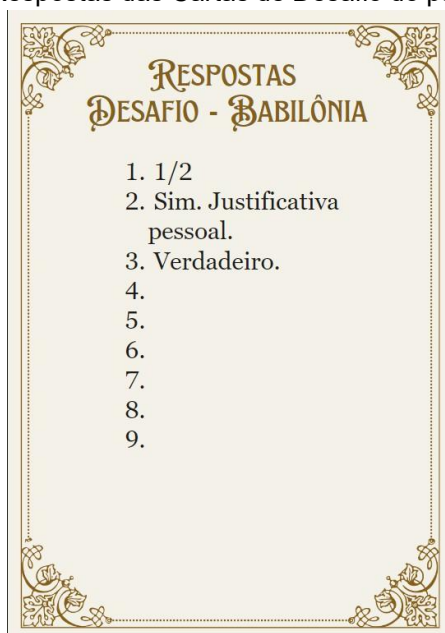 Respostas das Cartas de Desafio do p
RESPOSTAS
DESAFIO - BABILÔNIA
1. 1/2
2. Sim. Justificativa
pessoal.
3. Verdadeiro.
4.
5.
6.
7.
8.
9.